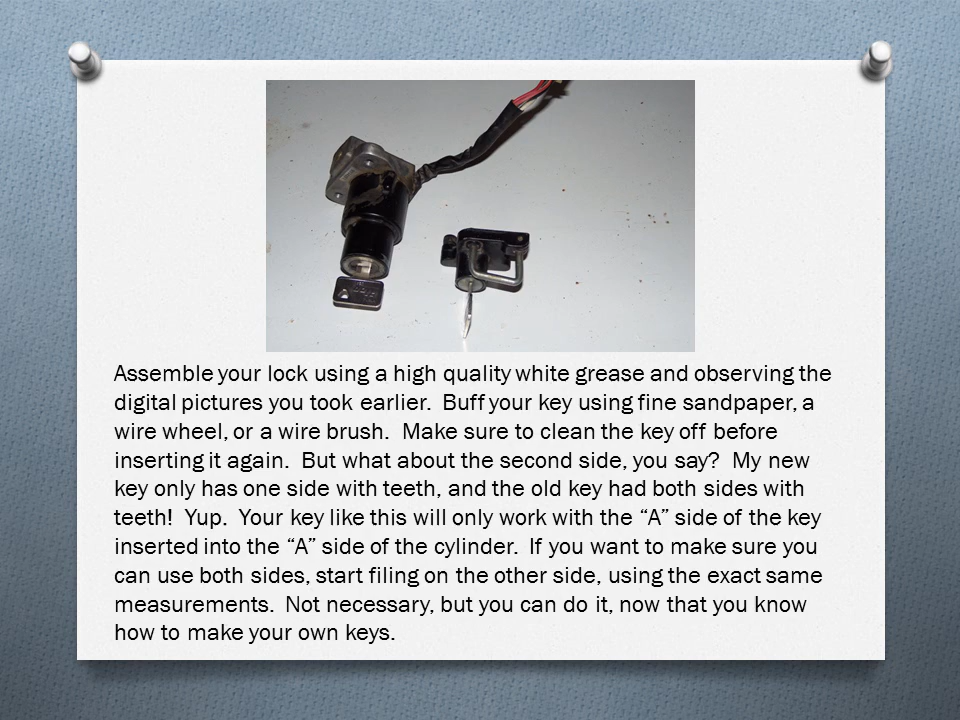 Assemble your lock using a high quality white grease and observing the
digital pictures you took earlier.  Buff your key using fine sandpaper, a
wire wheel, or a wire brush.  Make sure to clean the key off before
inserting it again.  But what about the second side, you say?  My new
key only has one side with teeth, and the old key had both sides with
teeth!  Yup.  Your key like this will only work with the “A” side of the key
inserted into the “A” side of the cylinder.  If you want to make sure you
can use both sides, start filing on the other side, using the exact same
measurements.  Not necessary, but you can do it, now that you know
how to make your own keys.